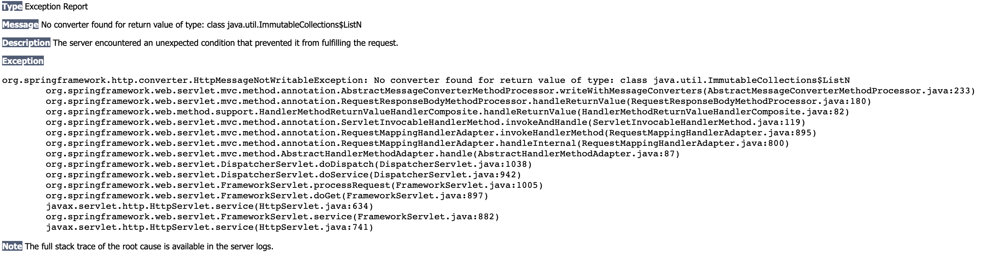 Type Exception Report
Message No converter found for return value of type: class java.util.ImmutableCollections$ListN
Description The server encountered an unexpected condition that prevented it from fulfilling the request.
Exception
org.springframework.http.converter.HttpMessageNotWritableException: No converter found for return value of type: class java.util.ImmutableCollections$ListN
org.springframework.web.servlet.mvc.method.annotation.AbstractMessageConverterMethodProcessor.writeWithMessageConverters(AbstractMessageConverterMethodProcessor.java:233)
org.springframework.web.servlet.mvc.method.annotation.RequestResponseBodyMethodProcessor.handleReturnValue(RequestResponseBodyMethodProcessor.java:180)
org.springframework.web.method.support.HandlerMethodReturnValueHandlerComposite.handleReturnValue(HandlerMethodReturnValueHandlerComposite.java:82)
org.springframework.web.servlet.mvc.method.annotation.ServletInvocableHandlerMethod.invokeAndHandle(ServletInvocableHandlerMethod.java:119)
org.springframework.web.servlet.mvc.method.annotation.RequestMappingHandlerAdapter.invokeHandlerMethod(RequestMappingHandlerAdapter.java:895)
org.springframework.web.servlet.mvc.method.annotation.RequestMappingHandlerAdapter.handleInternal(RequestMappingHandlerAdapter.java:800)
org.springframework.web.servlet.mvc.method.AbstractHandlerMethodAdapter.handle(AbstractHandlerMethodAdapter.java:87)
org.springframework.web.servlet.DispatcherServlet.doDispatch(DispatcherServlet.java:1038)
org.springframework.web.servlet.DispatcherServlet.doService(DispatcherServlet.java:942)
org.springframework.web.servlet.FrameworkServlet.processRequest(FrameworkServlet.java:1005)
org.springframework.web.servlet.FrameworkServlet.doGet(FrameworkServlet.java:897)
javax.servlet.http.HttpServlet.service(HttpServlet.java:634)
org.springframework.web.servlet.FrameworkServlet.service(FrameworkServlet.java:882)
javax.servlet.http.HttpServlet.service(HttpServlet.java:741)
Note The full stack trace of the root cause is available in the server logs.